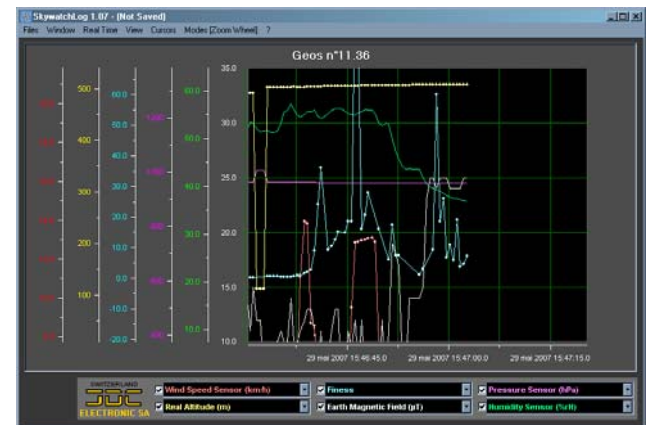 SkywatchLog 1.07 - (Not Saved)
Files Window Real Time View Cursors Modes [Zoom Wheel] ?
Geos n°11.36
35.0
30.0
25.0
20.0
15.0
10.0
500
400
300
200
100
60.0
40.0
30.0
20.0
10.0
0.0
-10.0
-20.0
60.0
40.0
30.0
20.0
10.0
29 mai 2007 15:46:45.0 29 mai 2007 15:47:00.0 29 mai 2007 15:47:15.0
SWITZERLAND
JDC
ELECTRONIC SA
Wind Speed Sensor (km/h) Finess Pressure Sensor (hPa)
Real Altitude (m) Earth Magnetic Field (µT) Humidity Sensor (%rH)